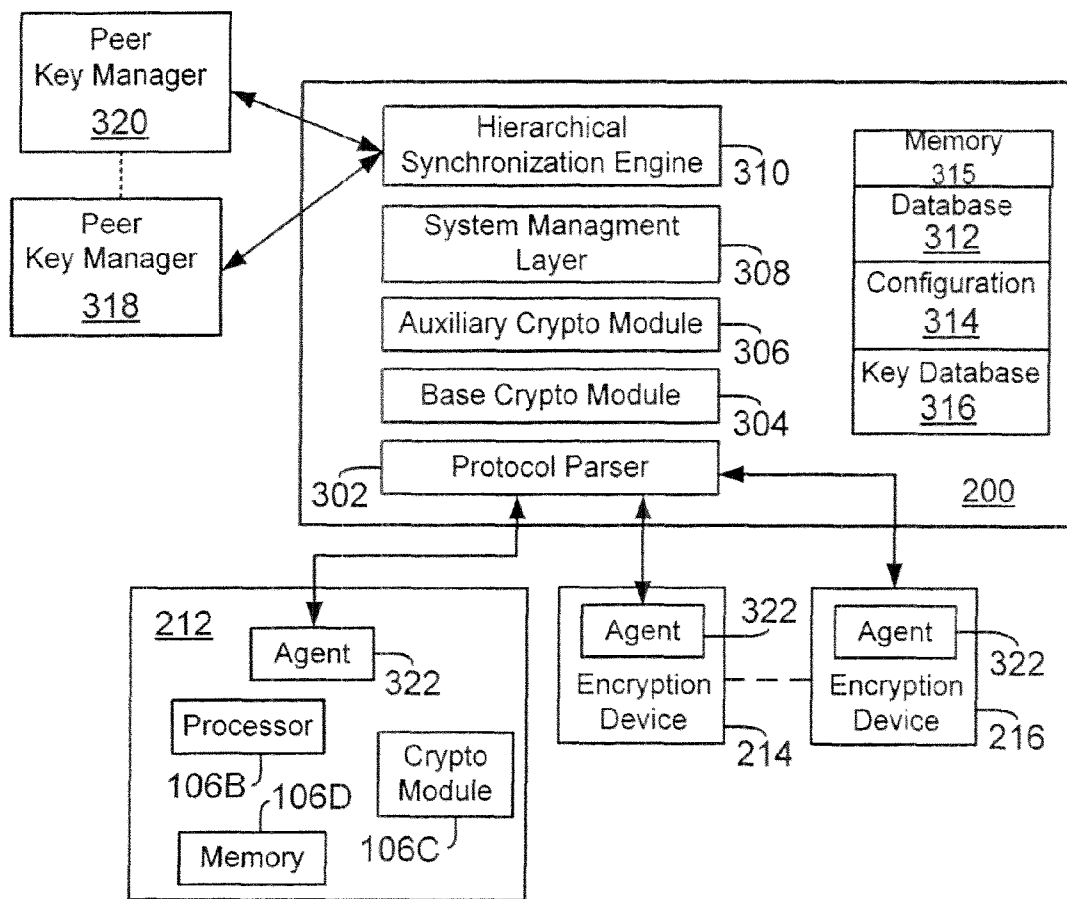 Peer
Key Manager
320
Peer
Key Manager
318
Hierarchical
Synchronization Engine
310
System Managment
Layer
308
Auxiliary Crypto Module
306
Base Crypto Module
304
Protocol Parser
302
Memory
315
Database
312
Configuration
314
Key Database
316
200
212
Agent
322
Processor
106B
106D
Memory
Crypto
Module
106C
Agent
322
Encryption
Device
214
Agent
322
Encryption
Device
216